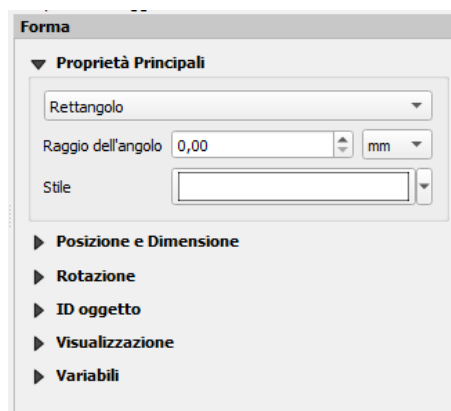 Forma
Proprietà Principali
Rettangolo
Raggio dell'angolo 0,00 mm
Stile
Posizione e Dimensione
Rotazione
ID oggetto
Visualizzazione
Variabili